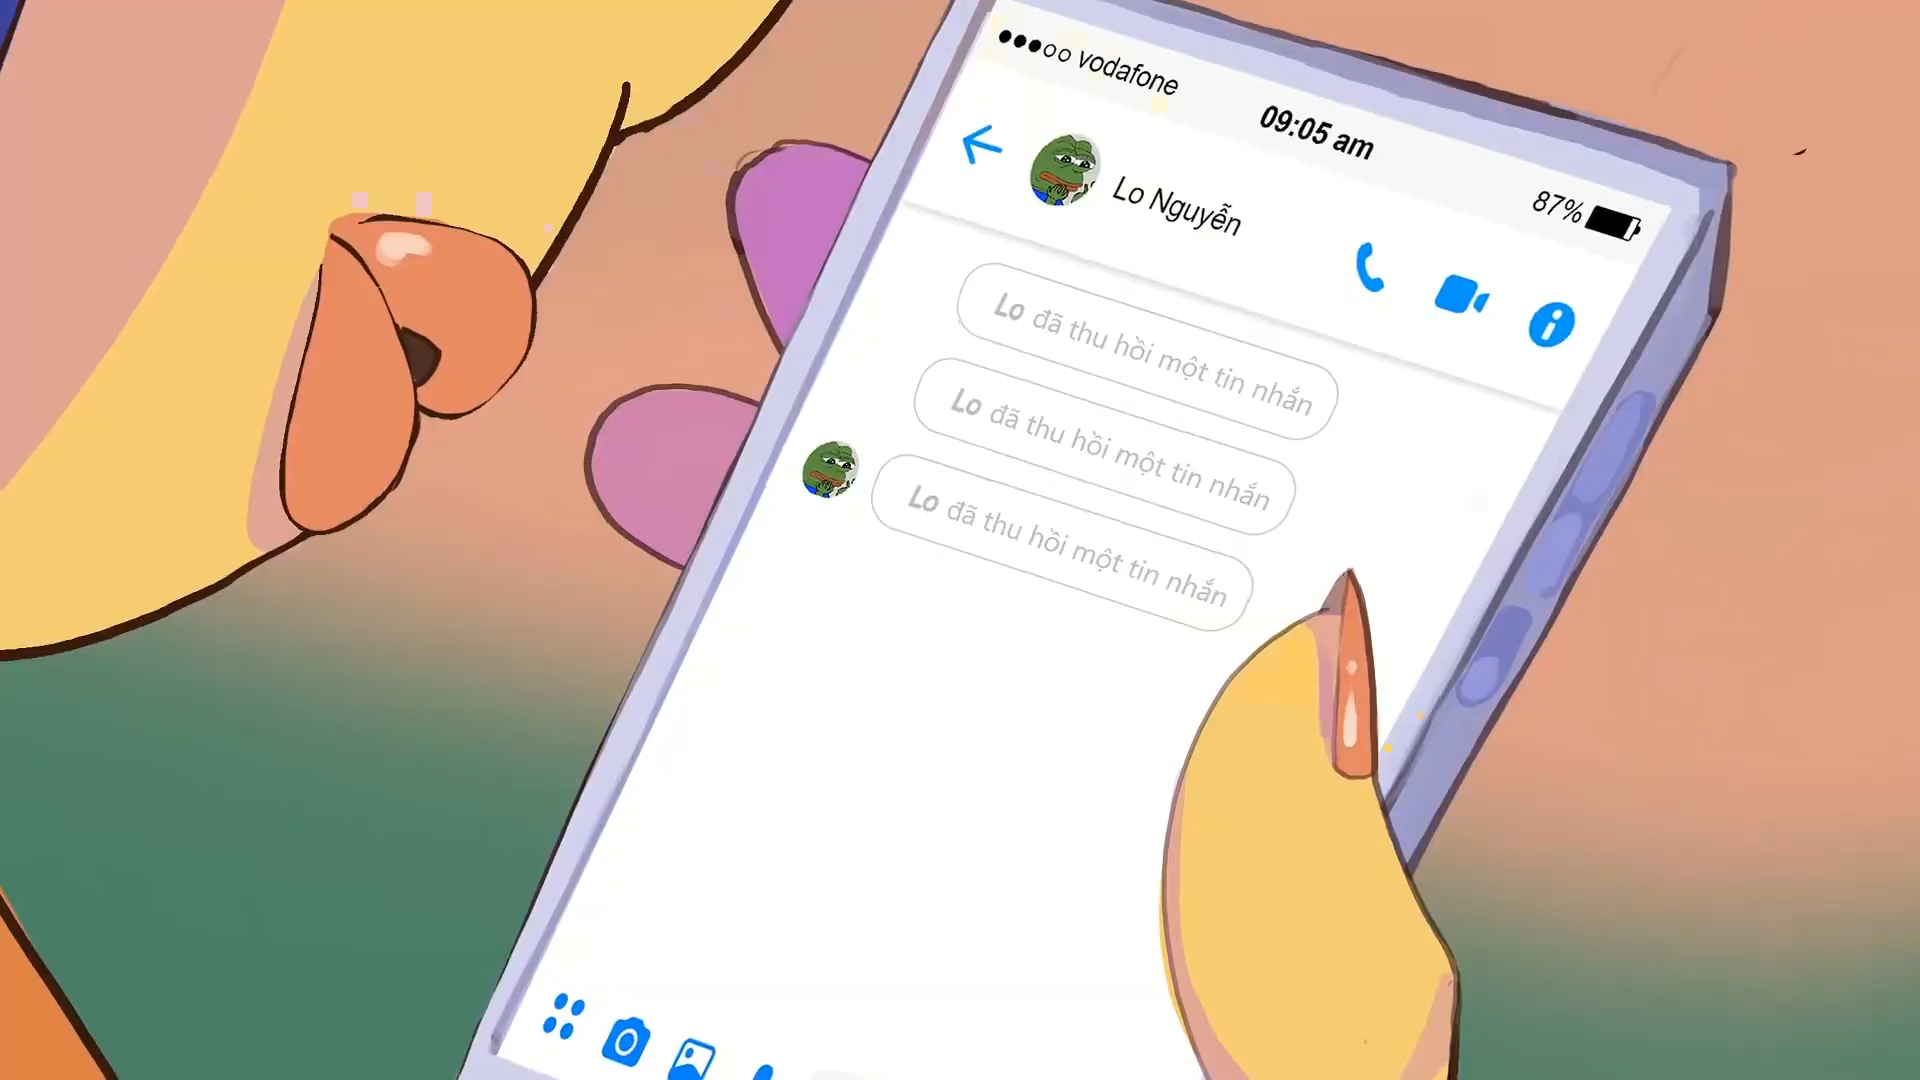 vodafone
09:05 am
87%
Lo Nguyễn
Lo đã thu hồi một tin nhắn
Lo đã thu hồi một tin nhắn
Lo đã thu hồi một tin nhắn